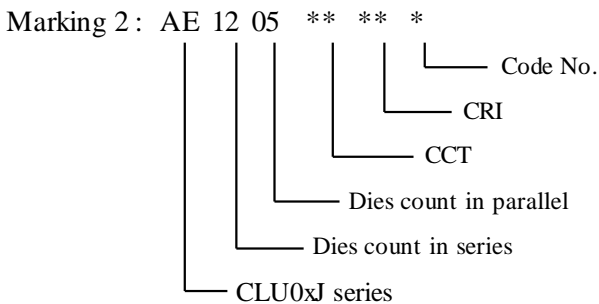 Marking 2 : AE 12 05 ** ** *
Code No.
CRI
CCT
Dies count in parallel
Dies count in series
CLU0xJ series